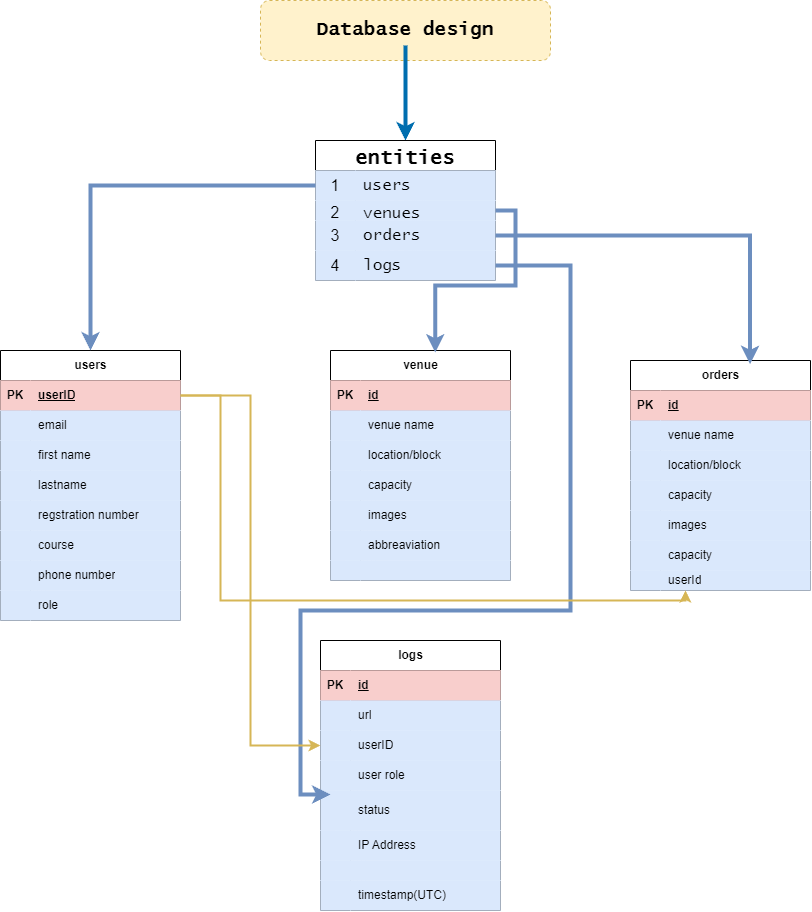 Database design
entities
1 users
2 venues
3 orders
4 logs
users
PK userID
email
first name
lastname
regstration number
course
phone number
role
venue
PK id
venue name
location/block
capacity
images
abbreaviation
orders
PK id
venue name
location/block
capacity
images
capacity
userId
logs
PK id
url
userID
user role
status
IP Address
timestamp(UTC)